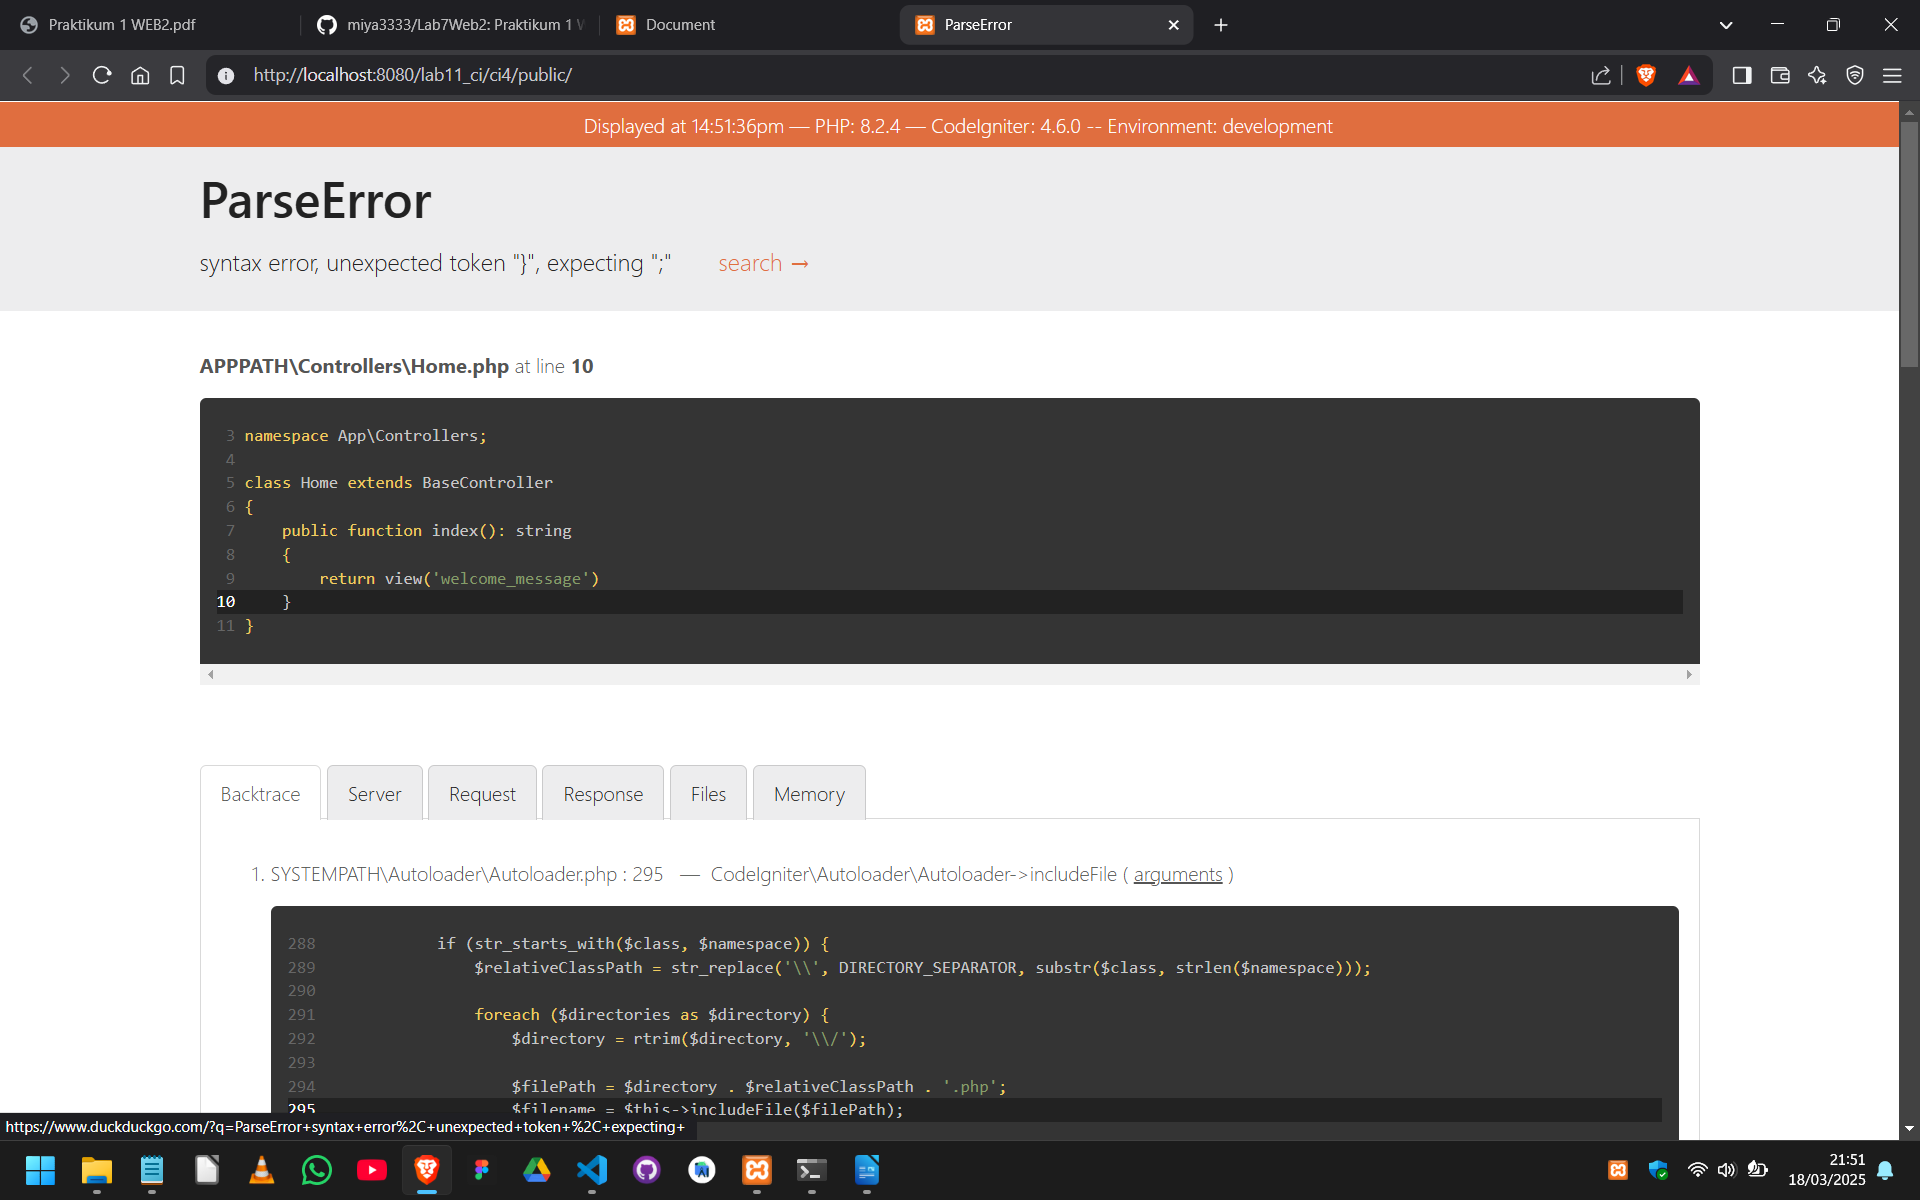 Praktikum 1 WEB2.pdf
miya3333/Lab7Web2: Praktikum 1 W
Document
ParseError
http://localhost:8080/lab11_ci/ci4/public/
Displayed at 14:51:36pm — PHP: 8.2.4 — CodeIgniter: 4.6.0 -- Environment: development
ParseError
syntax error, unexpected token "}", expecting ";" search →
APPPATH\Controllers\Home.php at line 10
3 namespace App\Controllers;
4
5 class Home extends BaseController
6 {
7 public function index(): string
8 {
9 return view('welcome_message')
10 }
11 }
Backtrace
Server
Request
Response
Files
Memory
1. SYSTEMPATH\Autoloader\Autoloader.php : 295 — CodeIgniter\Autoloader\Autoloader->includeFile ( arguments )
288 if (str_starts_with($class, $namespace)) {
289 $relativeClassPath = str_replace('\\', DIRECTORY_SEPARATOR, substr($class, strlen($namespace)));
290
291 foreach ($directories as $directory) {
292 $directory = rtrim($directory, '\\/');
293
294 $filePath = $directory . $relativeClassPath . '.php';
295 $filename = $this->includeFile($filePath);
https://www.duckduckgo.com/?q=ParseError+syntax+error%2C+unexpected+token+%2C+expecting+
21:51
18/03/2025